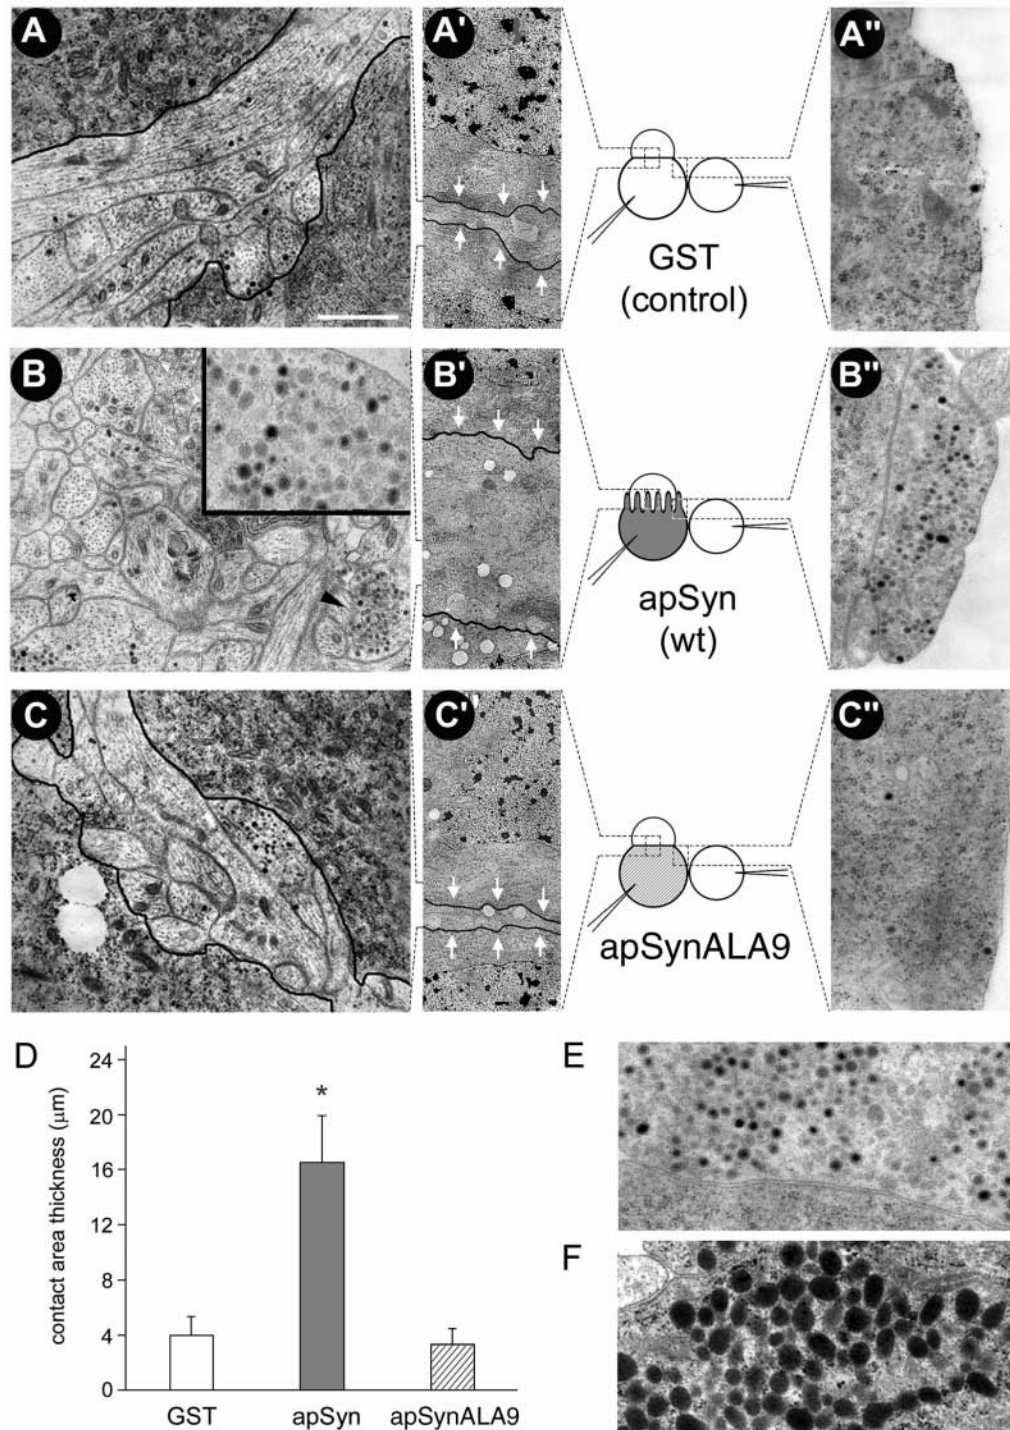 A
A'
A"
GST
(control)
B
B'
B"
apSyn
(wt)
C
C'
C"
apSynALA9
D
24
20
16
12
8
4
0
contact area thickness (μm)
*
GST apSyn apSynALA9
E
F